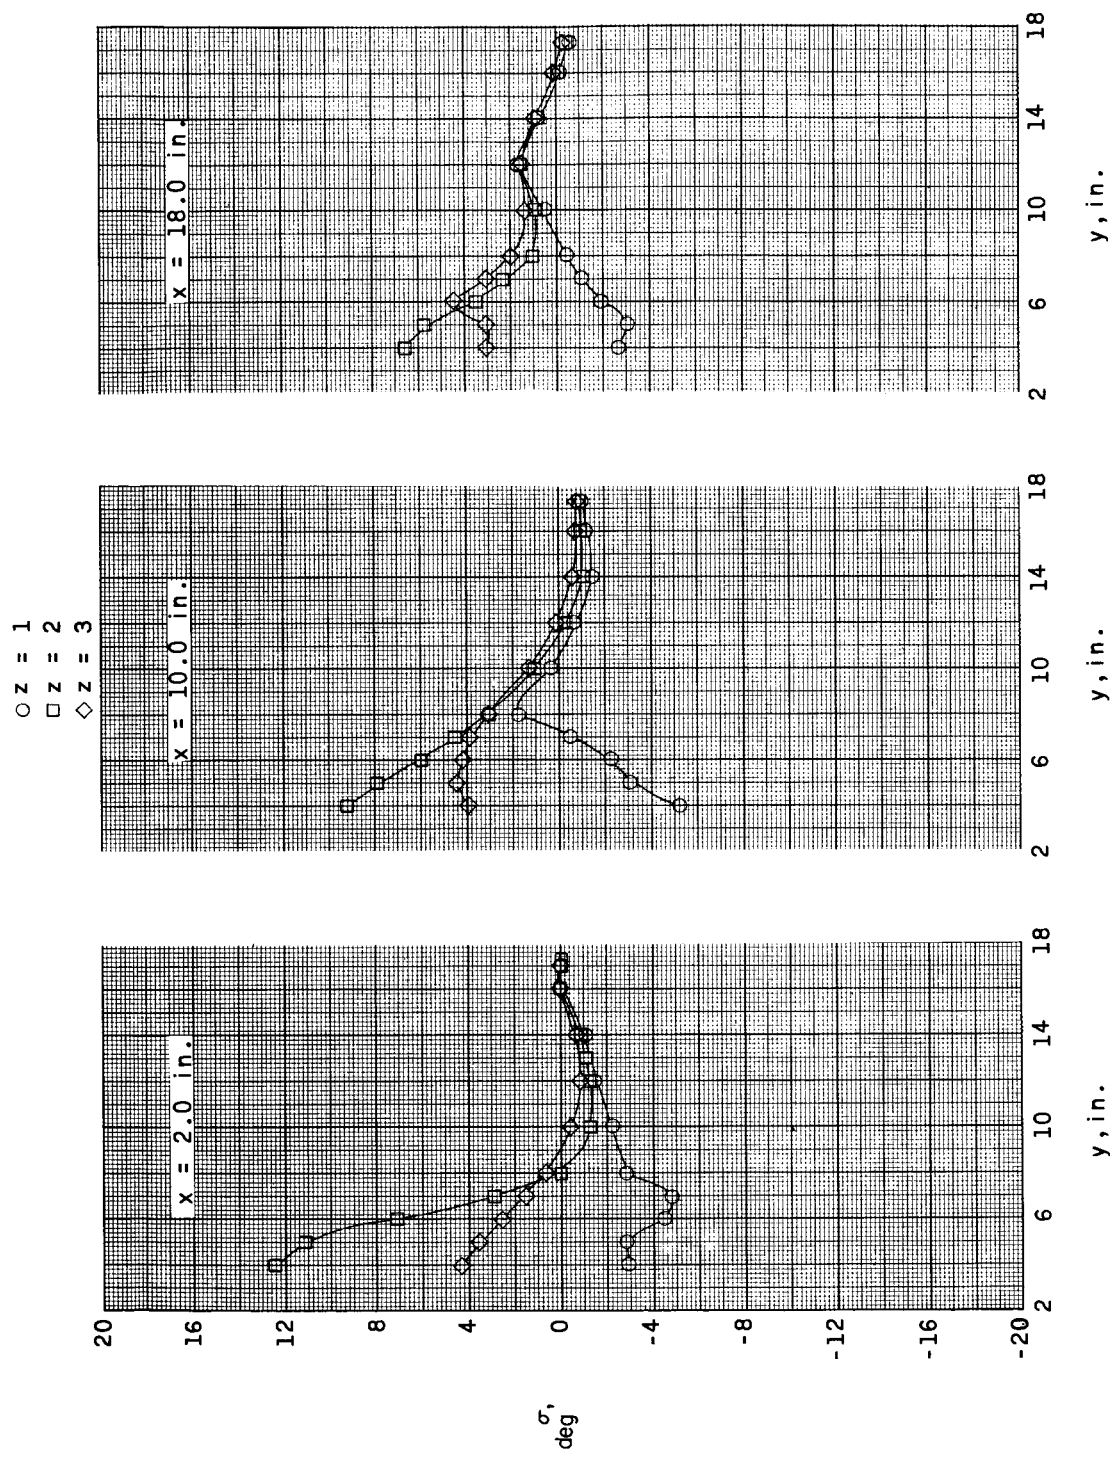 ○ z = 1
□ z = 2
◇ z = 3
x = 2.0 in.
x = 10.0 in.
x = 18.0 in.
σ,
deg
20
16
12
8
4
0
-4
-8
-12
-16
-20
2 6 10 14 18
2 6 10 14 18
2 6 10 14 18
y, in.
y, in.
y, in.